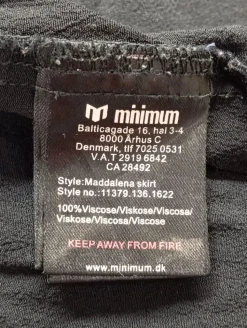 minimum
Balticagade 16, hal 3-4
8000 Århus C
Denmark, tlf 7025 0531
V.A.T 2919 6842
CA 28492
Style:Maddalena skirt
Style no:11379.136.1622
100%Viscose/Viskose/Viscosa/
Viskose/Viscose/Viscosa
KEEP AWAY FROM FIRE
www.minimum.dk